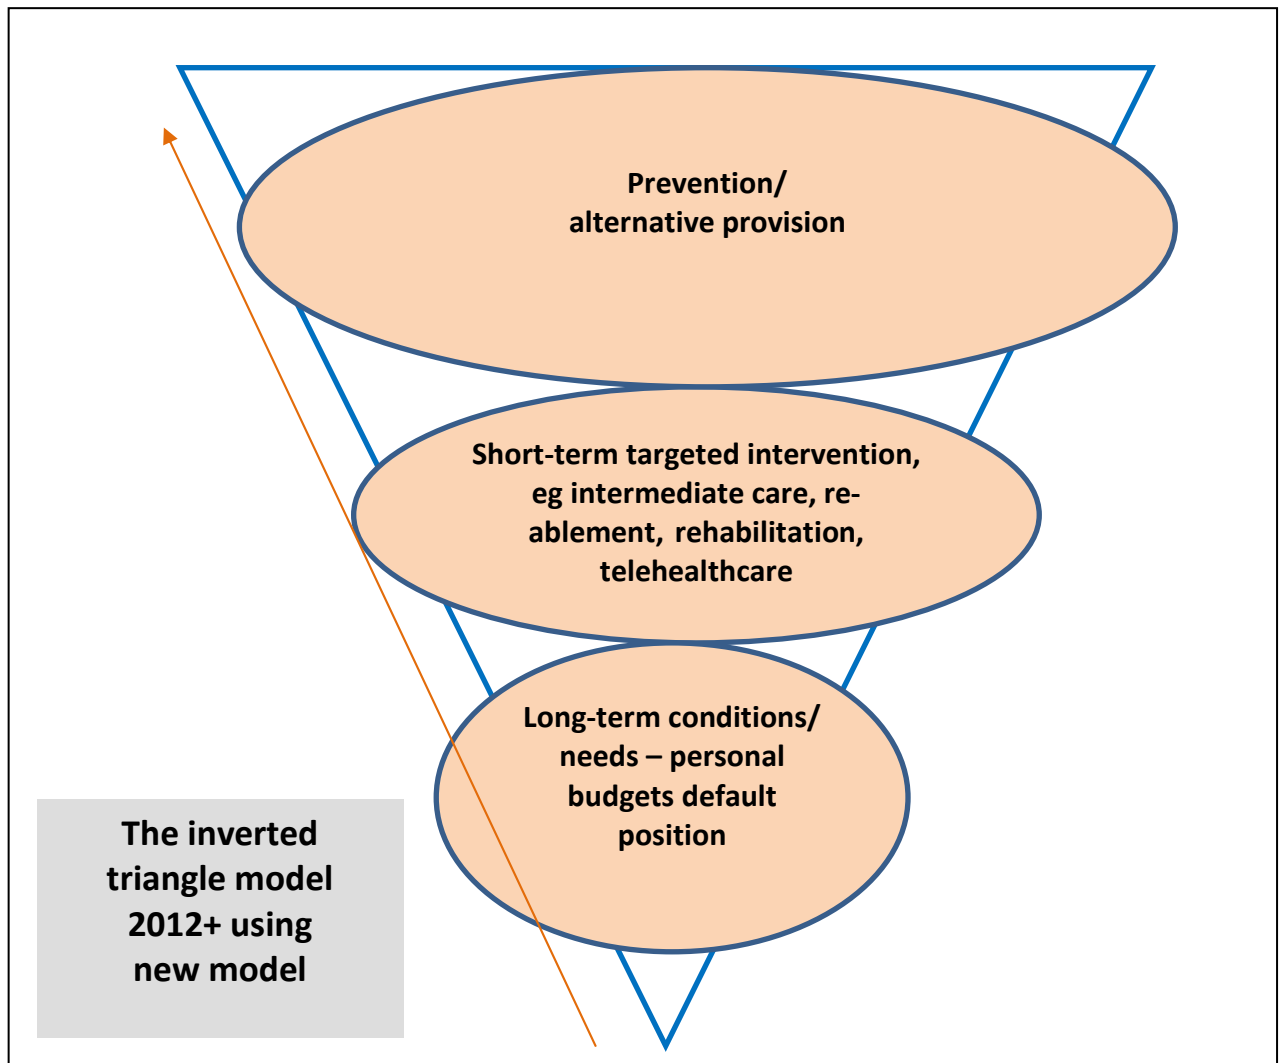 Prevention/
alternative provision
Short-term targeted intervention,
eg intermediate care, re-
ablement, rehabilitation,
telehealthcare
Long-term conditions/
needs – personal
budgets default
position
The inverted
triangle model
2012+ using
new model